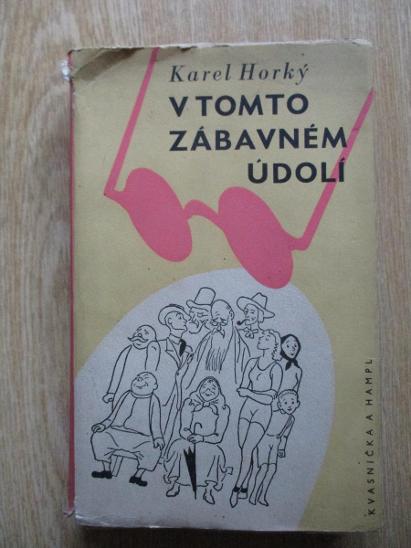 Karel Horký
V TOMTO
ZÁBAVNÉM
ÚDOLÍ
KVASNIČKA A HAMPL